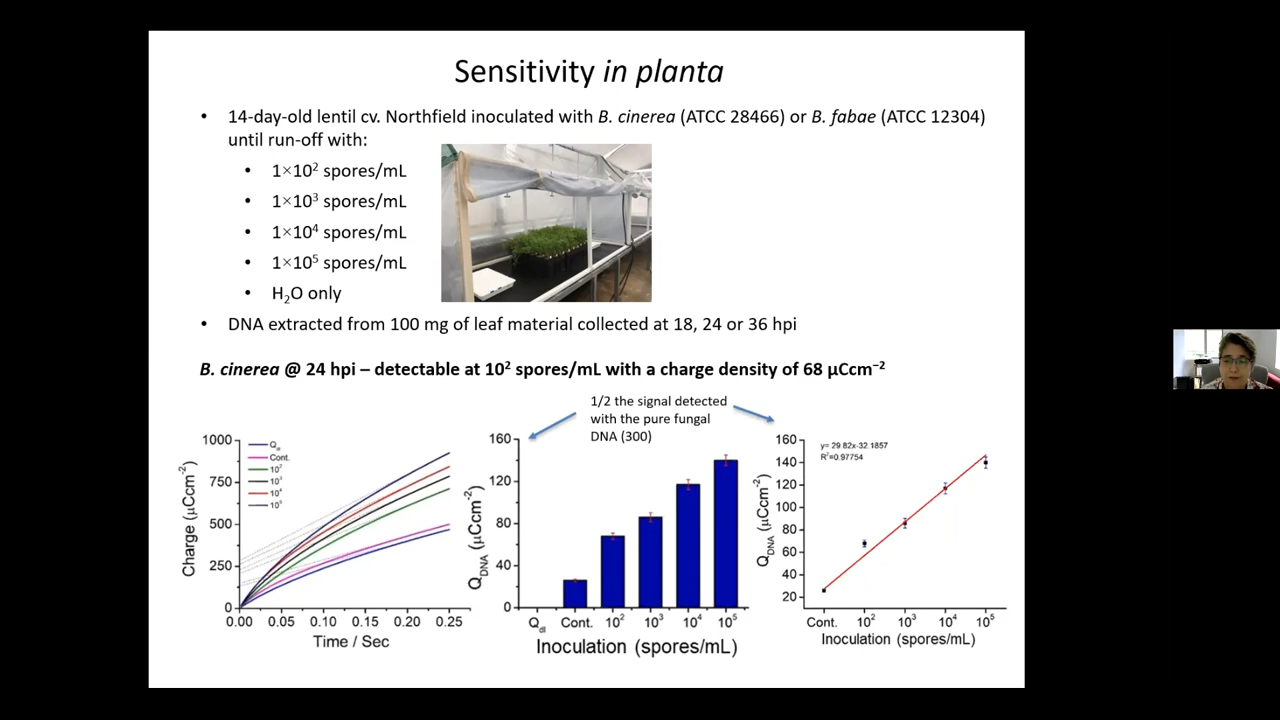 Sensitivity in planta
• 14-day-old lentil cv. Northfield inoculated with B. cinerea (ATCC 28466) or B. fabae (ATCC 12304)
until run-off with:
• 1×10² spores/mL
• 1×10³ spores/mL
• 1×10⁴ spores/mL
• 1×10⁵ spores/mL
• H₂O only
• DNA extracted from 100 mg of leaf material collected at 18, 24 or 36 hpi
B. cinerea @ 24 hpi – detectable at 10² spores/mL with a charge density of 68 µCcm⁻²
1/2 the signal detected
with the pure fungal
DNA (300)
Charge (µCcm⁻²)
1000
750
500
250
0
Q_dl
Cont.
10²
10³
10⁴
10⁵
0.00 0.05 0.10 0.15 0.20 0.25
Time / Sec
Q_DNA (µCcm⁻²)
160
120
80
40
0
Q_dl Cont. 10² 10³ 10⁴ 10⁵
Inoculation (spores/mL)
Q_DNA (µCcm⁻²)
160
140
120
100
80
60
40
20
y= 29.82x-32.1857
R²=0.97754
Cont. 10² 10³ 10⁴ 10⁵
Inoculation (spores/mL)